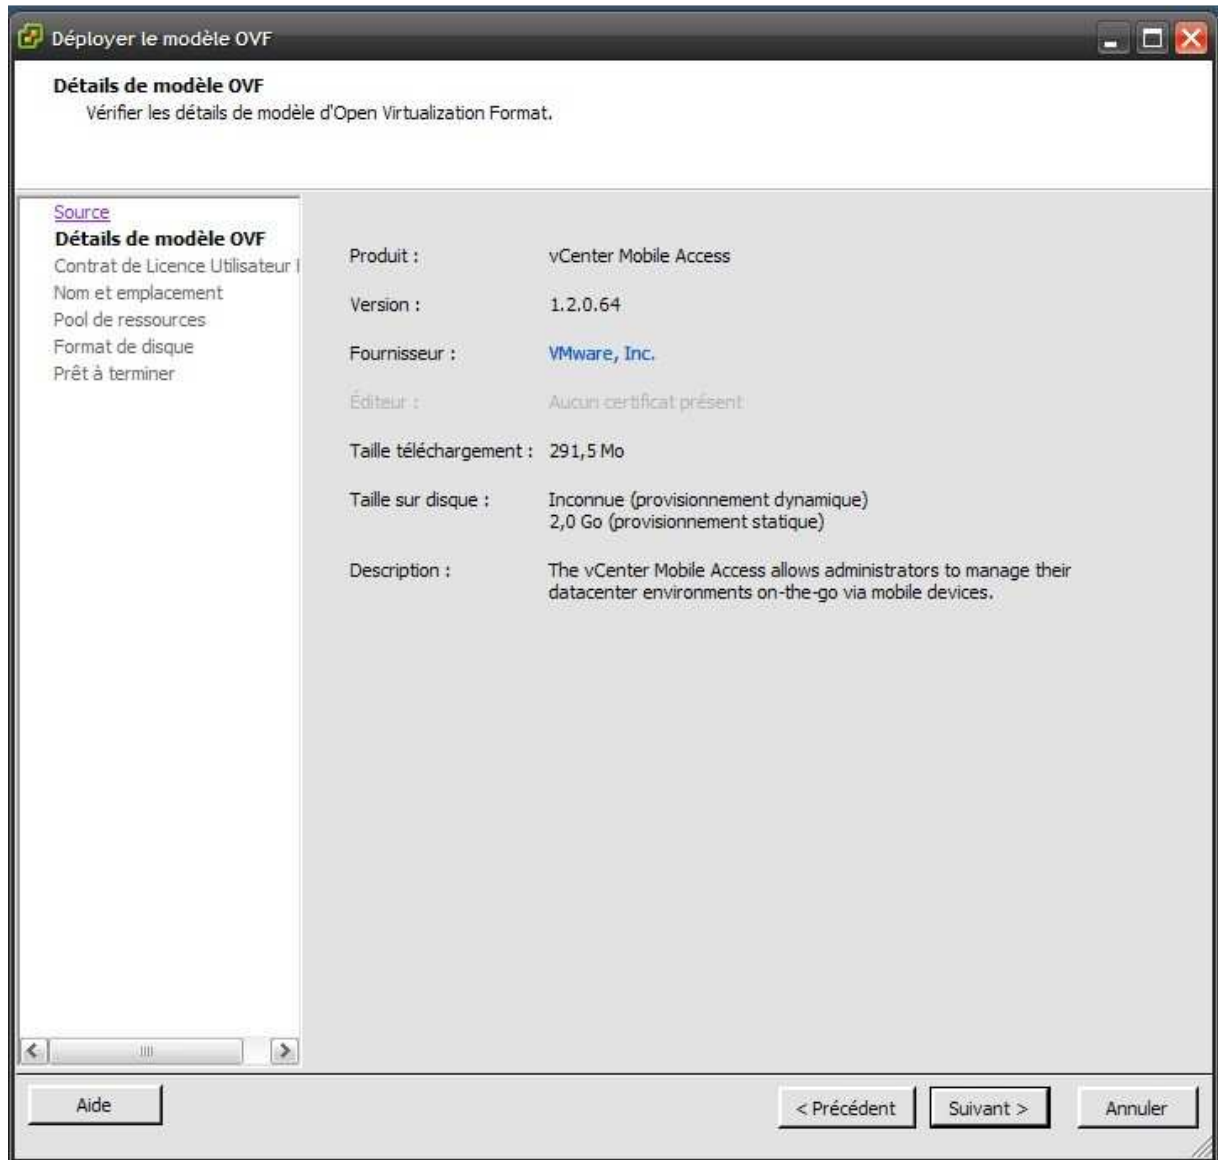 Déployer le modèle OVF
Détails de modèle OVF
Vérifier les détails de modèle d'Open Virtualization Format.
Source
Détails de modèle OVF
Contrat de Licence Utilisateur
Nom et emplacement
Pool de ressources
Format de disque
Prêt à terminer
Produit : vCenter Mobile Access
Version : 1.2.0.64
Fournisseur : VMware, Inc.
Éditeur : Aucun certificat présent
Taille téléchargement : 291,5 Mo
Taille sur disque : Inconnue (provisionnement dynamique)
2,0 Go (provisionnement statique)
Description : The vCenter Mobile Access allows administrators to manage their
datacenter environments on-the-go via mobile devices.
Aide < Précédent Suivant > Annuler